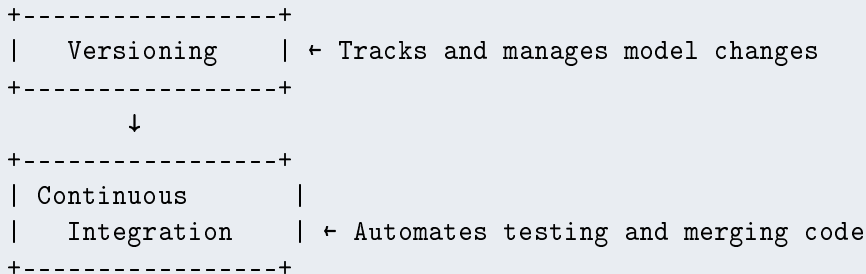 +-----------------+
|   Versioning    | ← Tracks and manages model changes
+-----------------+
        ↓
+-----------------+
| Continuous       |
|   Integration    | ← Automates testing and merging code
+-----------------+